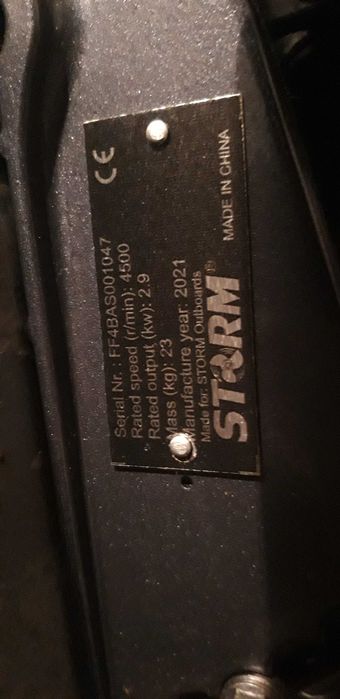 CE
Serial Nr.: FF4BAS001047
Rated speed (r/min): 4500
Rated output (kw): 2.9
Mass (kg): 23
Manufacture year: 2021
Made for: STORM Outboards
STORM
MADE IN CHINA